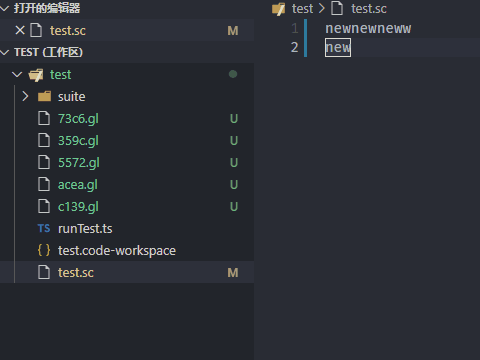 打开的编辑器
test.sc M
TEST (工作区)
test
suite
73c6.gl U
359c.gl U
5572.gl U
acea.gl U
c139.gl U
TS runTest.ts
{} test.code-workspace
test.sc M
test > test.sc
1 newnewneww
2 new